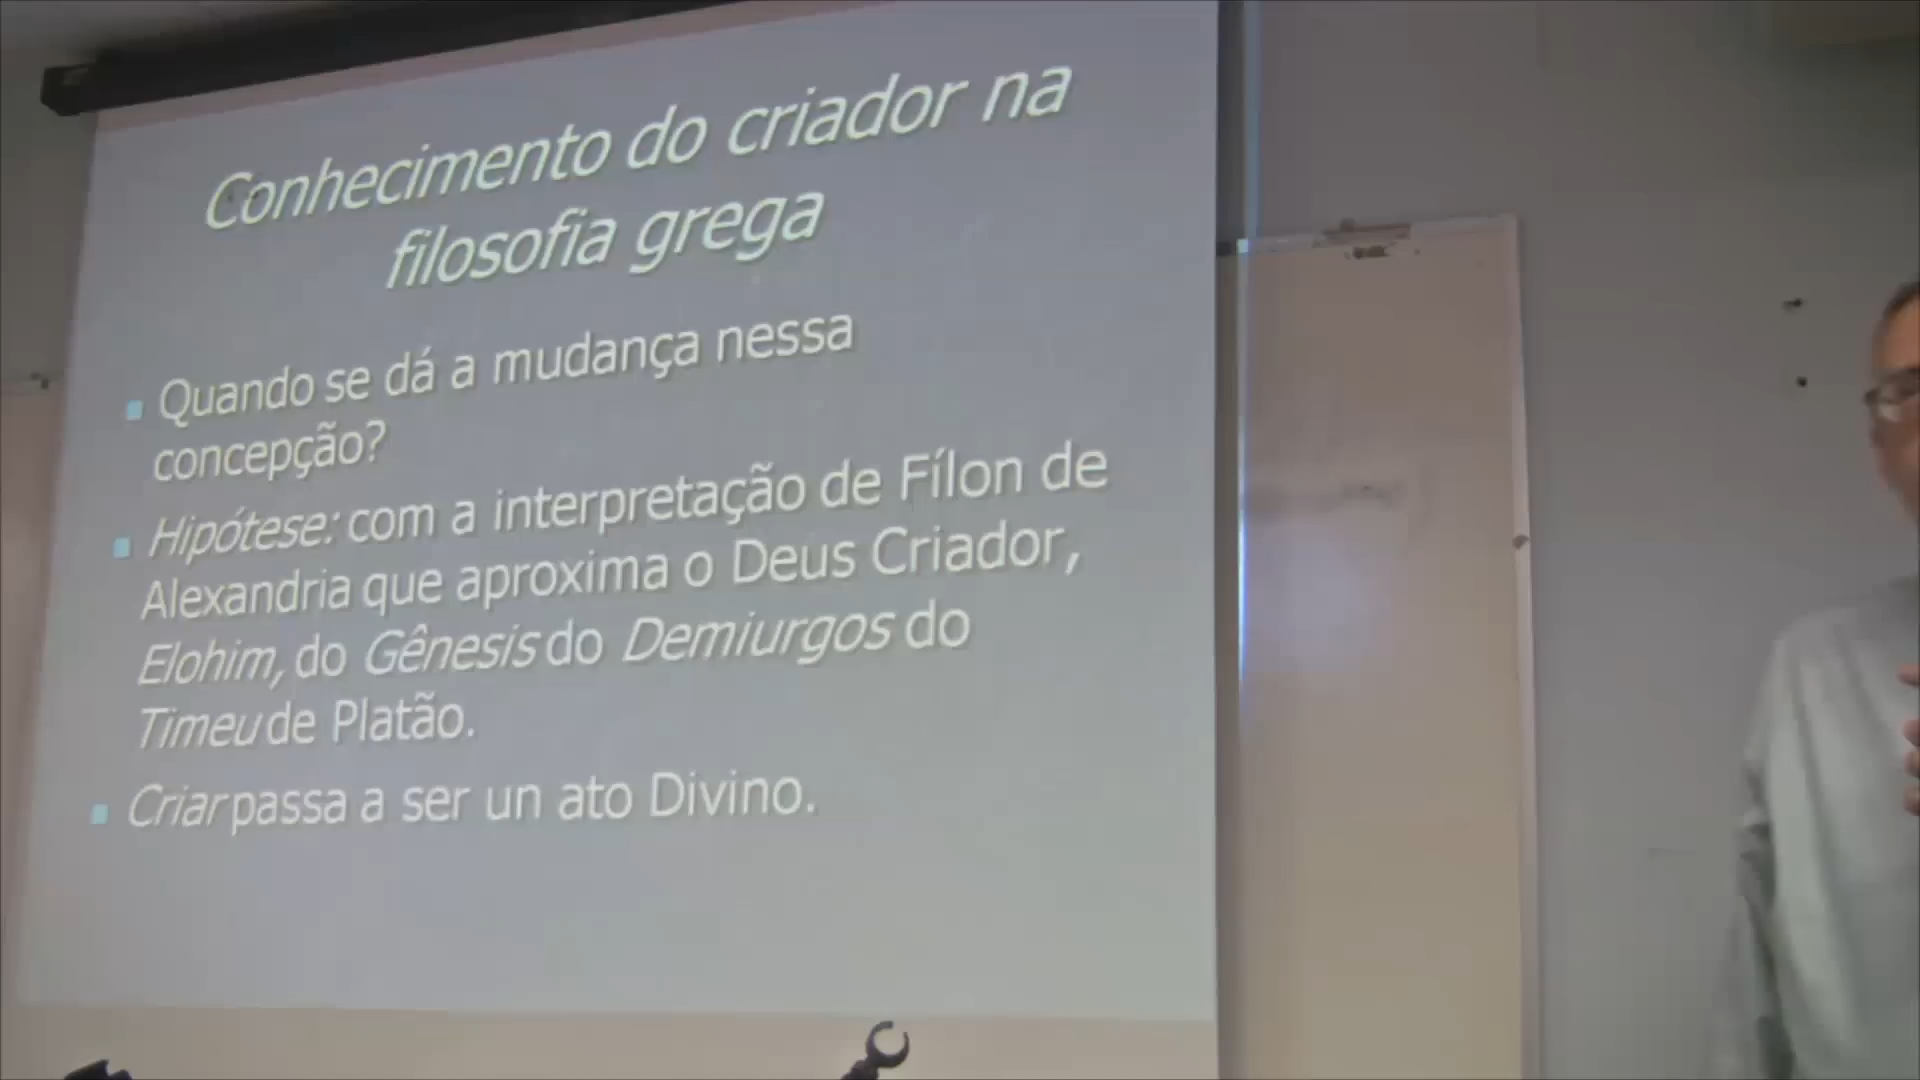 Conhecimento do criador na
filosofia grega
Quando se dá a mudança nessa
concepção?
Hipótese: com a interpretação de Fílon de
Alexandria que aproxima o Deus Criador,
Elohim, do Gênesis do Demiurgos do
Timeu de Platão.
Criar passa a ser un ato Divino.